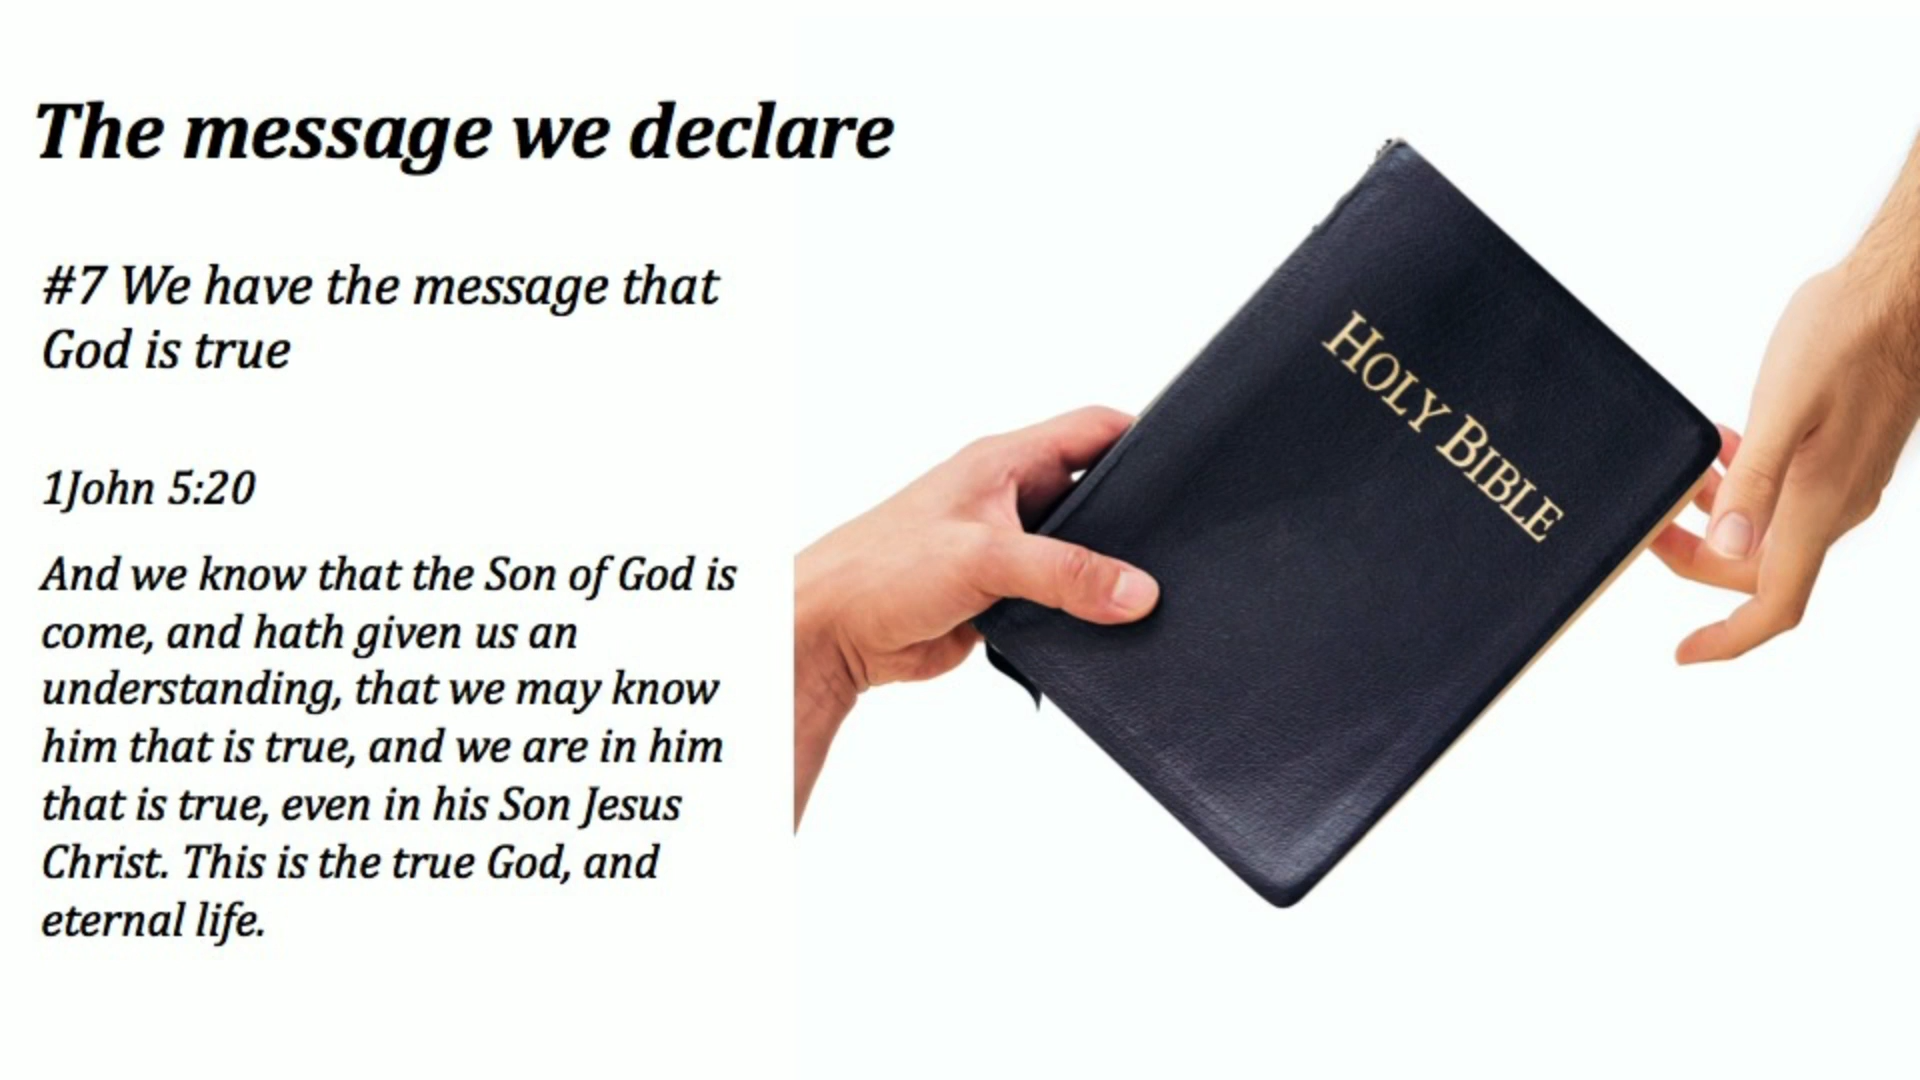 The message we declare
#7 We have the message that
God is true
1John 5:20
And we know that the Son of God is
come, and hath given us an
understanding, that we may know
him that is true, and we are in him
that is true, even in his Son Jesus
Christ. This is the true God, and
eternal life.
HOLY BIBLE